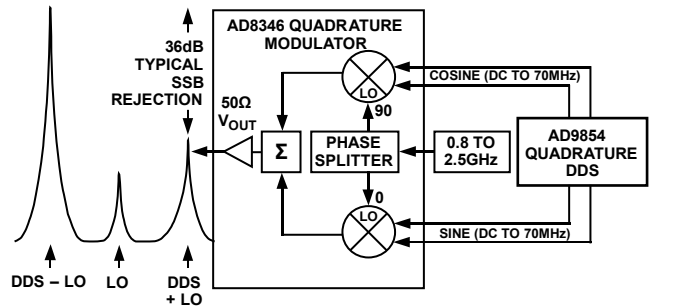 36dB
TYPICAL
SSB
REJECTION
AD8346 QUADRATURE
MODULATOR
50Ω
VOUT
LO
90
COSINE (DC TO 70MHz)
Σ
PHASE
SPLITTER
0.8 TO
2.5GHz
AD9854
QUADRATURE
DDS
0
LO
SINE (DC TO 70MHz)
DDS – LO
LO
DDS
+ LO